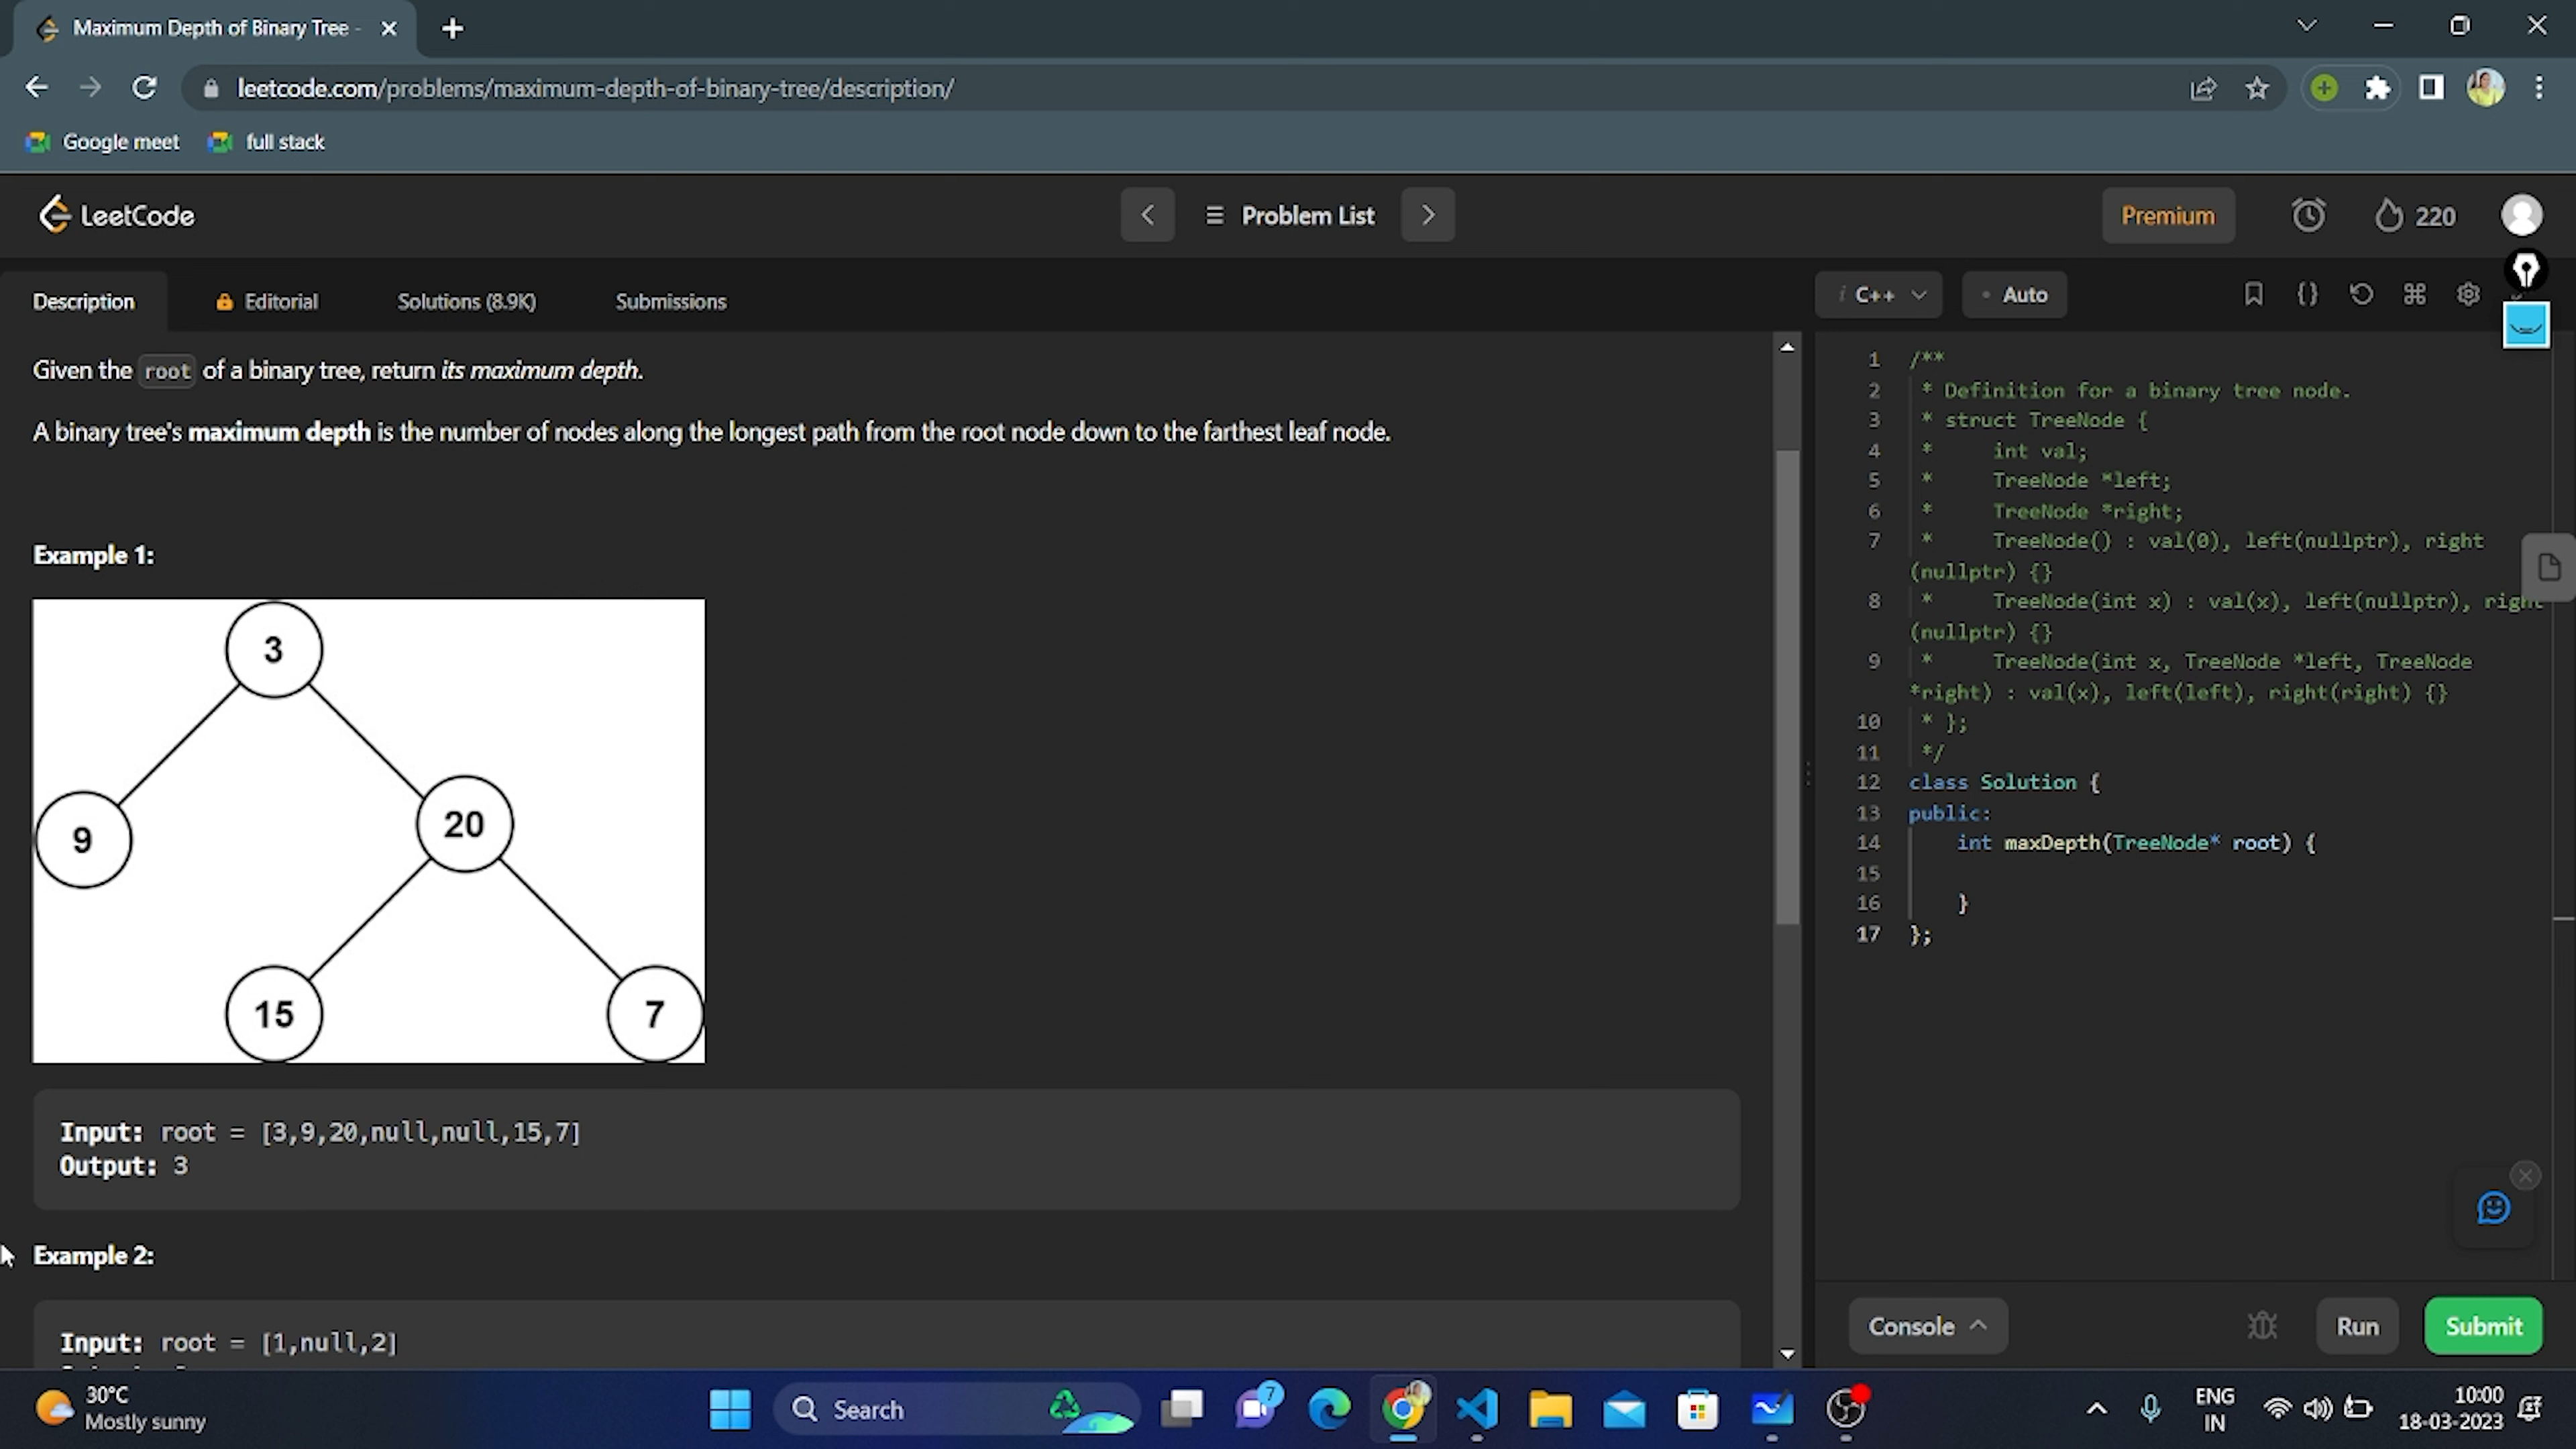 Maximum Depth of Binary Tree -
leetcode.com/problems/maximum-depth-of-binary-tree/description/
Google meet full stack
LeetCode
Problem List
Premium
220
Description Editorial Solutions (8.9K) Submissions
Given the root of a binary tree, return its maximum depth.
A binary tree's maximum depth is the number of nodes along the longest path from the root node down to the farthest leaf node.
Example 1:
3
9
20
15
7
Input: root = [3,9,20,null,null,15,7]
Output: 3
Example 2:
Input: root = [1,null,2]
i C++ Auto
1 /**
2 * Definition for a binary tree node.
3 * struct TreeNode {
4 * int val;
5 * TreeNode *left;
6 * TreeNode *right;
7 * TreeNode() : val(0), left(nullptr), right
(nullptr) {}
8 * TreeNode(int x) : val(x), left(nullptr), right
(nullptr) {}
9 * TreeNode(int x, TreeNode *left, TreeNode
*right) : val(x), left(left), right(right) {}
10 * };
11 */
12 class Solution {
13 public:
14 int maxDepth(TreeNode* root) {
15
16 }
17 };
Console Run Submit
30°C
Mostly sunny
Search
7
ENG
IN
10:00
18-03-2023